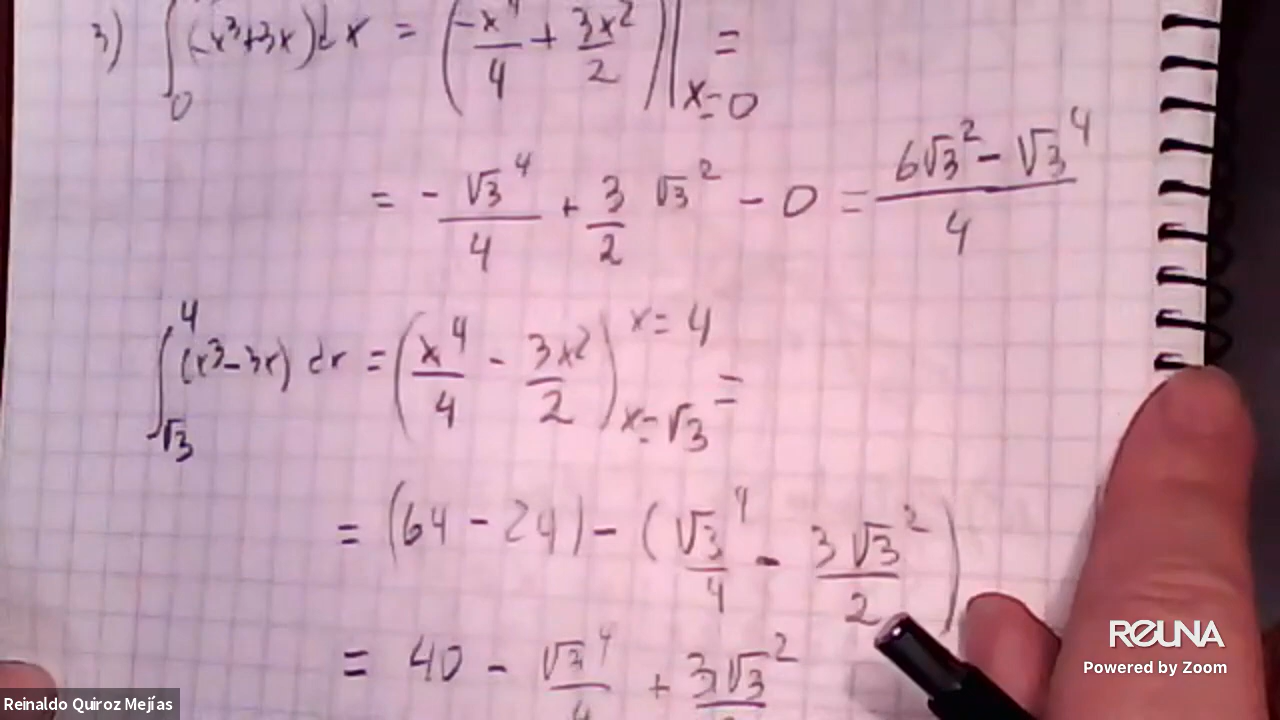 3) ∫₀ (-x³+3x)dx = (-x⁴/4 + 3x²/2)|ₓ₌₀ =
= - √3⁴/4 + 3/2 √3² - 0 = (6√3² - √3⁴)/4
∫_√3^4 (x³-3x) dx = (x⁴/4 - 3x²/2) x=4 x=√3 =
= (64 - 24) - (√3⁴/4 - 3√3²/2)
= 40 - √3⁴/4 + 3√3²
REUNA
Powered by Zoom
Reinaldo Quiroz Mejías